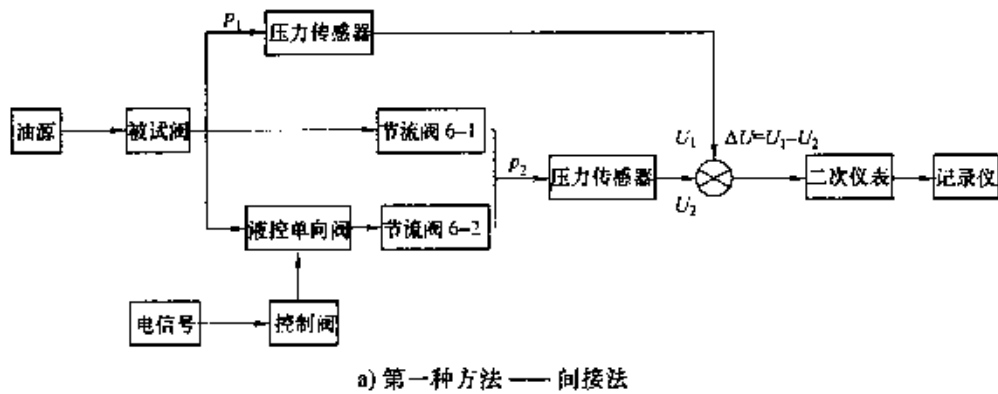 p₁
压力传感器
油源
被试阀
节流阀 6-1
U₁
ΔU=U₁-U₂
p₂
压力传感器
二次仪表
记录仪
U₂
液控单向阀
节流阀 6-2
电信号
控制阀
a) 第一种方法 —— 间接法